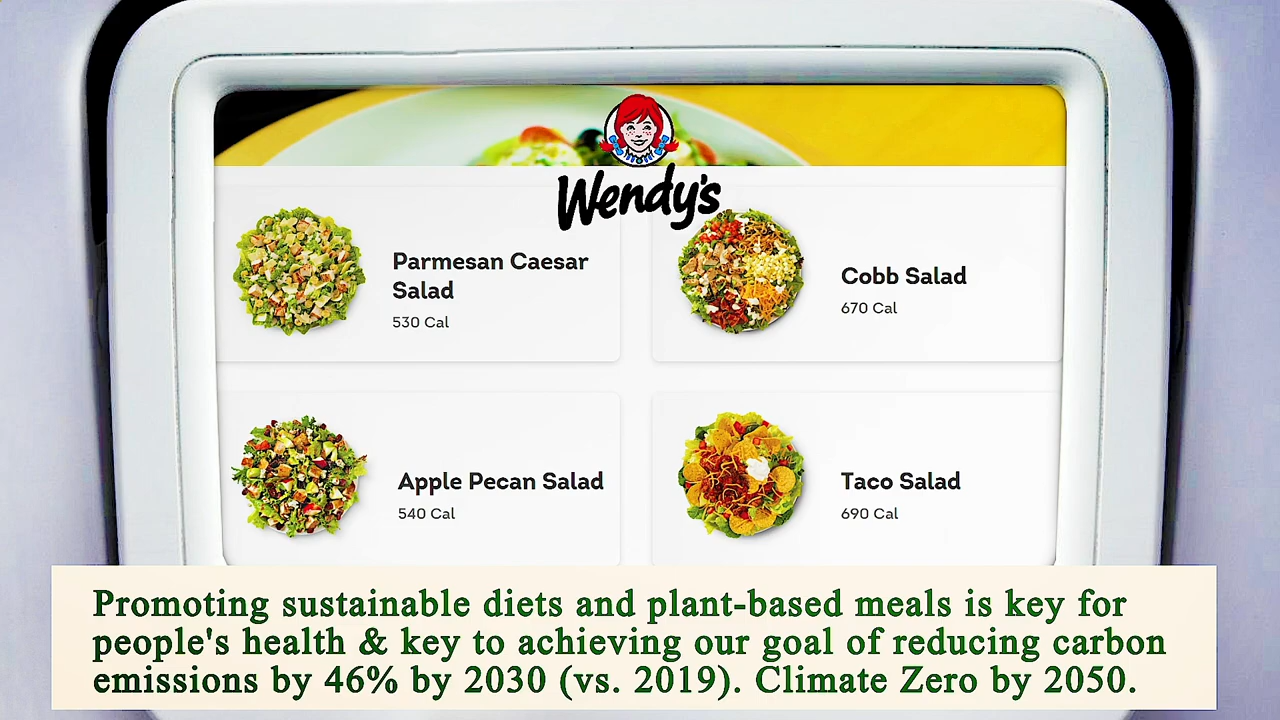 Wendy's
Parmesan Caesar
Salad
530 Cal
Cobb Salad
670 Cal
Apple Pecan Salad
540 Cal
Taco Salad
690 Cal
Promoting sustainable diets and plant-based meals is key for
people's health & key to achieving our goal of reducing carbon
emissions by 46% by 2030 (vs. 2019). Climate Zero by 2050.